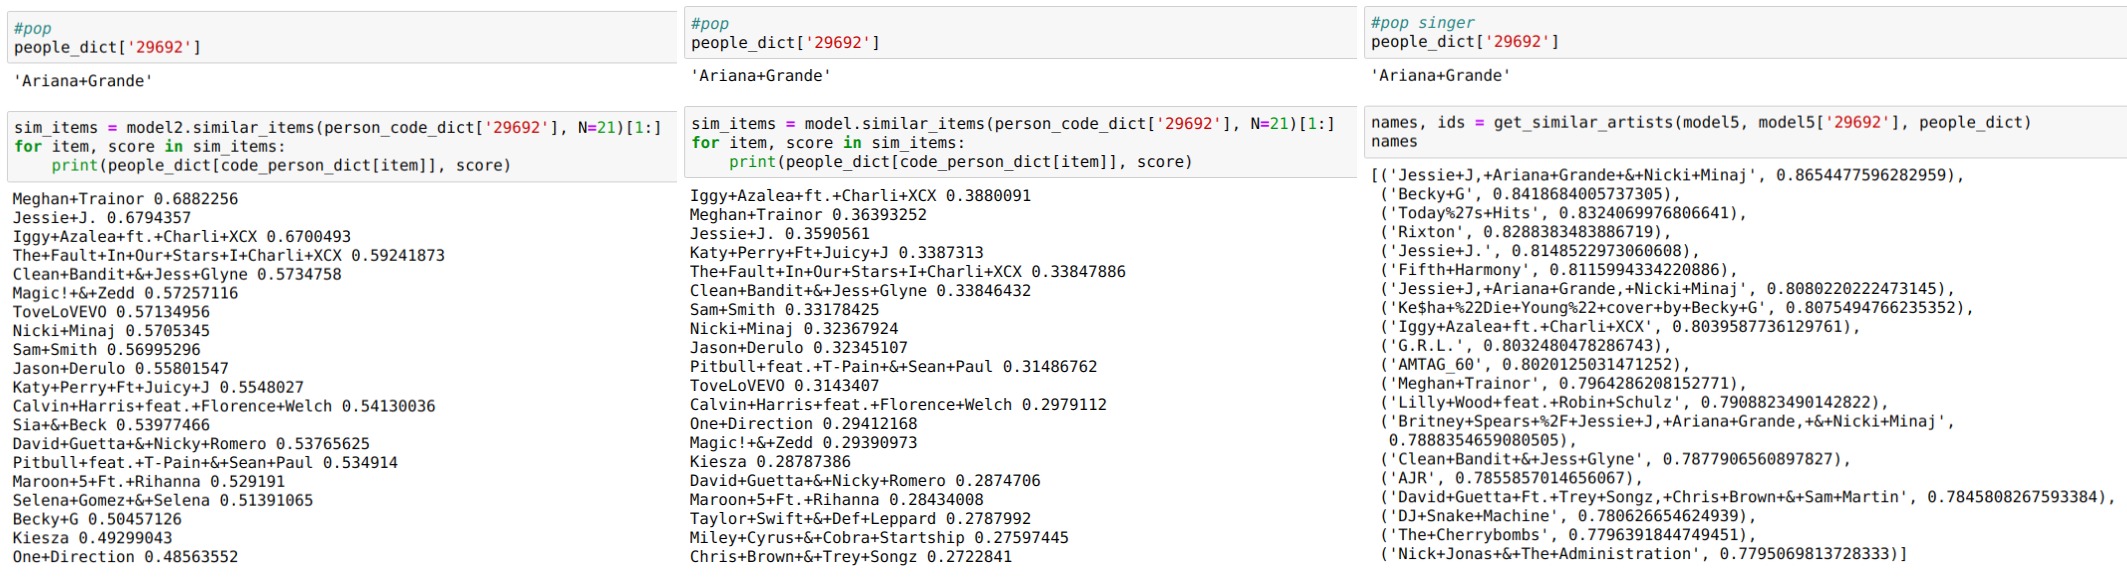 #pop
people_dict['29692']
'Ariana+Grande'
sim_items = model2.similar_items(person_code_dict['29692'], N=21)[1:]
for item, score in sim_items:
    print(people_dict[code_person_dict[item]], score)
Meghan+Trainor 0.6882256
Jessie+J. 0.6794357
Iggy+Azalea+ft.+Charli+XCX 0.6700493
The+Fault+In+Our+Stars+I+Charli+XCX 0.59241873
Clean+Bandit+&+Jess+Glyne 0.5734758
Magic!+&+Zedd 0.57257116
ToveLoVEVO 0.57134956
Nicki+Minaj 0.5705345
Sam+Smith 0.56995296
Jason+Derulo 0.55801547
Katy+Perry+Ft+Juicy+J 0.5548027
Calvin+Harris+feat.+Florence+Welch 0.54130036
Sia+&+Beck 0.53977466
David+Guetta+&+Nicky+Romero 0.53765625
Pitbull+feat.+T-Pain+&+Sean+Paul 0.534914
Maroon+5+Ft.+Rihanna 0.529191
Selena+Gomez+&+Selena 0.51391065
Becky+G 0.50457126
Kiesza 0.49299043
One+Direction 0.48563552
#pop
people_dict['29692']
'Ariana+Grande'
sim_items = model.similar_items(person_code_dict['29692'], N=21)[1:]
for item, score in sim_items:
    print(people_dict[code_person_dict[item]], score)
Iggy+Azalea+ft.+Charli+XCX 0.3880091
Meghan+Trainor 0.36393252
Jessie+J. 0.3590561
Katy+Perry+Ft+Juicy+J 0.3387313
The+Fault+In+Our+Stars+I+Charli+XCX 0.33847886
Clean+Bandit+&+Jess+Glyne 0.33846432
Sam+Smith 0.33178425
Nicki+Minaj 0.32367924
Jason+Derulo 0.32345107
Pitbull+feat.+T-Pain+&+Sean+Paul 0.31486762
ToveLoVEVO 0.3143407
Calvin+Harris+feat.+Florence+Welch 0.2979112
One+Direction 0.29412168
Magic!+&+Zedd 0.29390973
Kiesza 0.28787386
David+Guetta+&+Nicky+Romero 0.2874706
Maroon+5+Ft.+Rihanna 0.28434008
Taylor+Swift+&+Def+Leppard 0.2787992
Miley+Cyrus+&+Cobra+Starship 0.27597445
Chris+Brown+&+Trey+Songz 0.2722841
#pop singer
people_dict['29692']
'Ariana+Grande'
names, ids = get_similar_artists(model5, model5['29692'], people_dict)
names
[('Jessie+J,+Ariana+Grande+&+Nicki+Minaj', 0.8654477596282959),
 ('Becky+G', 0.8418684005737305),
 ('Today%27s+Hits', 0.8324069976806641),
 ('Rixton', 0.8288383483886719),
 ('Jessie+J.', 0.8148522973060608),
 ('Fifth+Harmony', 0.8115994334220886),
 ('Jessie+J,+Ariana+Grande,+Nicki+Minaj', 0.8080220222473145),
 ('Ke$ha+%22Die+Young%22+cover+by+Becky+G', 0.8075494766235352),
 ('Iggy+Azalea+ft.+Charli+XCX', 0.8039587736129761),
 ('G.R.L.', 0.8032480478286743),
 ('AMTAG_60', 0.8020125031471252),
 ('Meghan+Trainor', 0.7964286208152771),
 ('Lilly+Wood+feat.+Robin+Schulz', 0.7908823490142822),
 ('Britney+Spears+%2F+Jessie+J,+Ariana+Grande,+&+Nicki+Minaj',
  0.7888354659080505),
 ('Clean+Bandit+&+Jess+Glyne', 0.7877906560897827),
 ('AJR', 0.7855857014656067),
 ('David+Guetta+Ft.+Trey+Songz,+Chris+Brown+&+Sam+Martin', 0.7845808267593384),
 ('DJ+Snake+Machine', 0.780626654624939),
 ('The+Cherrybombs', 0.7796391844749451),
 ('Nick+Jonas+&+The+Administration', 0.7795069813728333)]